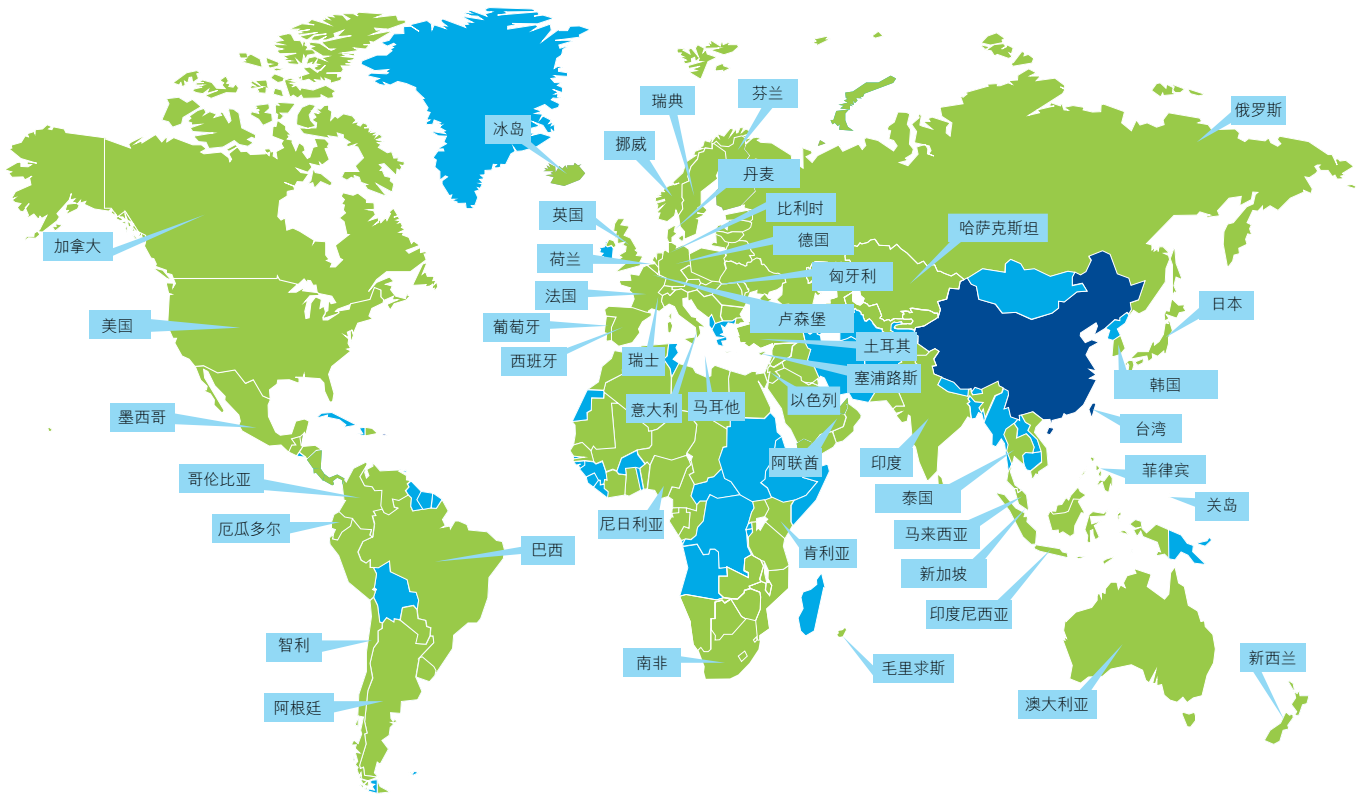 芬兰
瑞典
俄罗斯
冰岛
挪威
丹麦
比利时
英国
哈萨克斯坦
德国
加拿大
荷兰
匈牙利
法国
日本
卢森堡
美国
葡萄牙
土耳其
西班牙
瑞士
塞浦路斯
韩国
以色列
马耳他
意大利
墨西哥
台湾
阿联酋
印度
菲律宾
哥伦比亚
泰国
关岛
尼日利亚
厄瓜多尔
马来西亚
巴西
肯利亚
新加坡
印度尼西亚
智利
新西兰
南非
毛里求斯
澳大利亚
阿根廷